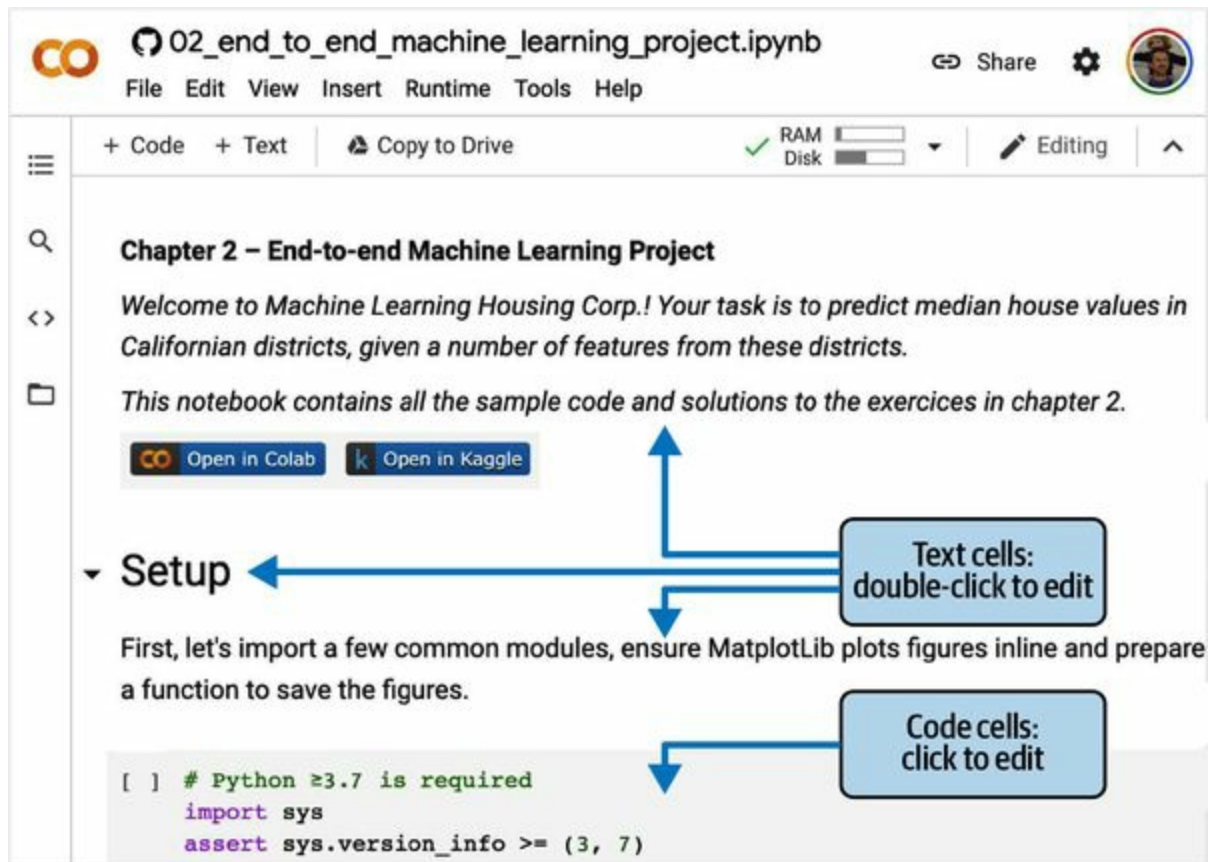 CO
02_end_to_end_machine_learning_project.ipynb
Share
File Edit View Insert Runtime Tools Help
+ Code + Text Copy to Drive
RAM
Disk
Editing
Chapter 2 – End-to-end Machine Learning Project
Welcome to Machine Learning Housing Corp.! Your task is to predict median house values in
Californian districts, given a number of features from these districts.
This notebook contains all the sample code and solutions to the exercices in chapter 2.
CO Open in Colab k Open in Kaggle
Setup
Text cells:
double-click to edit
First, let's import a few common modules, ensure MatplotLib plots figures inline and prepare
a function to save the figures.
Code cells:
click to edit
[ ] # Python ≥3.7 is required
import sys
assert sys.version_info >= (3, 7)